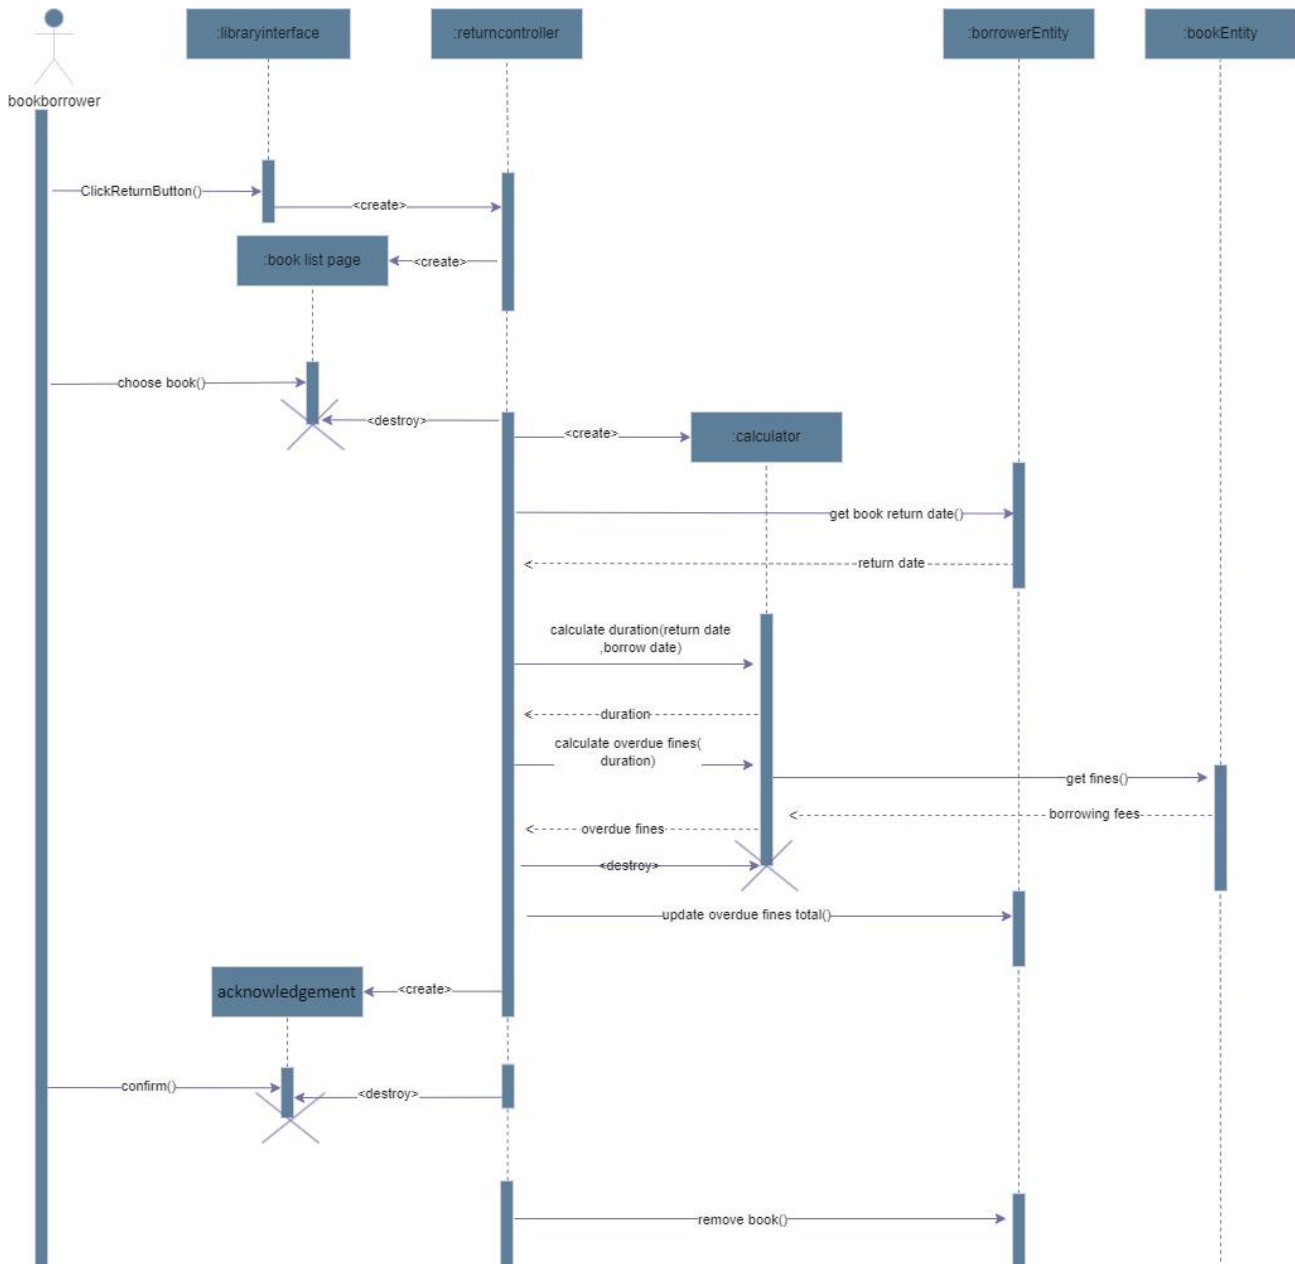 :libraryinterface
:returncontroller
:borrowerEntity
:bookEntity
bookborrower
ClickReturnButton()
<create>
:book list page
<create>
choose book()
<destroy>
<create>
:calculator
get book return date()
return date
calculate duration(return date
,borrow date)
duration
calculate overdue fines(
duration)
get fines()
borrowing fees
overdue fines
<destroy>
update overdue fines total()
acknowledgement
<create>
confirm()
<destroy>
remove book()